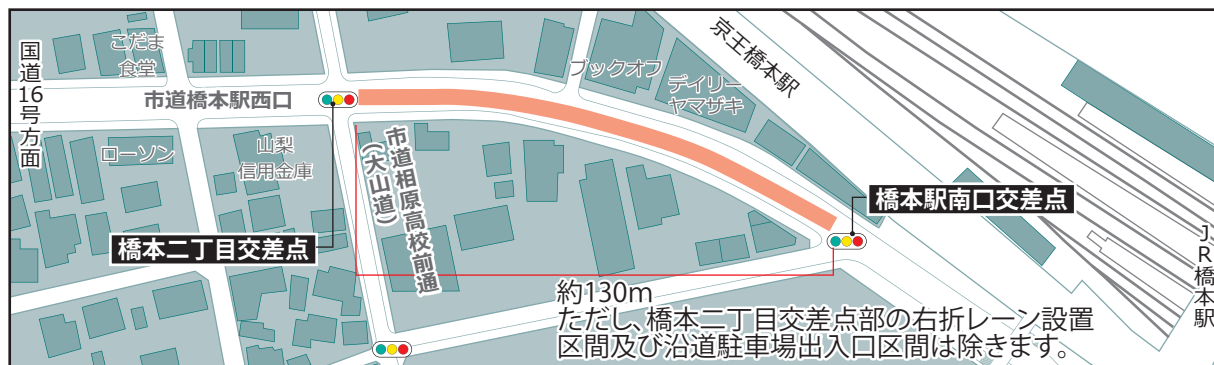 国道16号方面
こだま
食堂
市道橋本駅西口
ローソン
山梨
信用金庫
橋本二丁目交差点
市道相原高校前通
(大山道)
ブックオフ
デイリー
ヤマザキ
京王橋本駅
橋本駅南口交差点
JR橋本駅
約130m
ただし、橋本二丁目交差点部の右折レーン設置
区間及び沿道駐車場出入口区間は除きます。